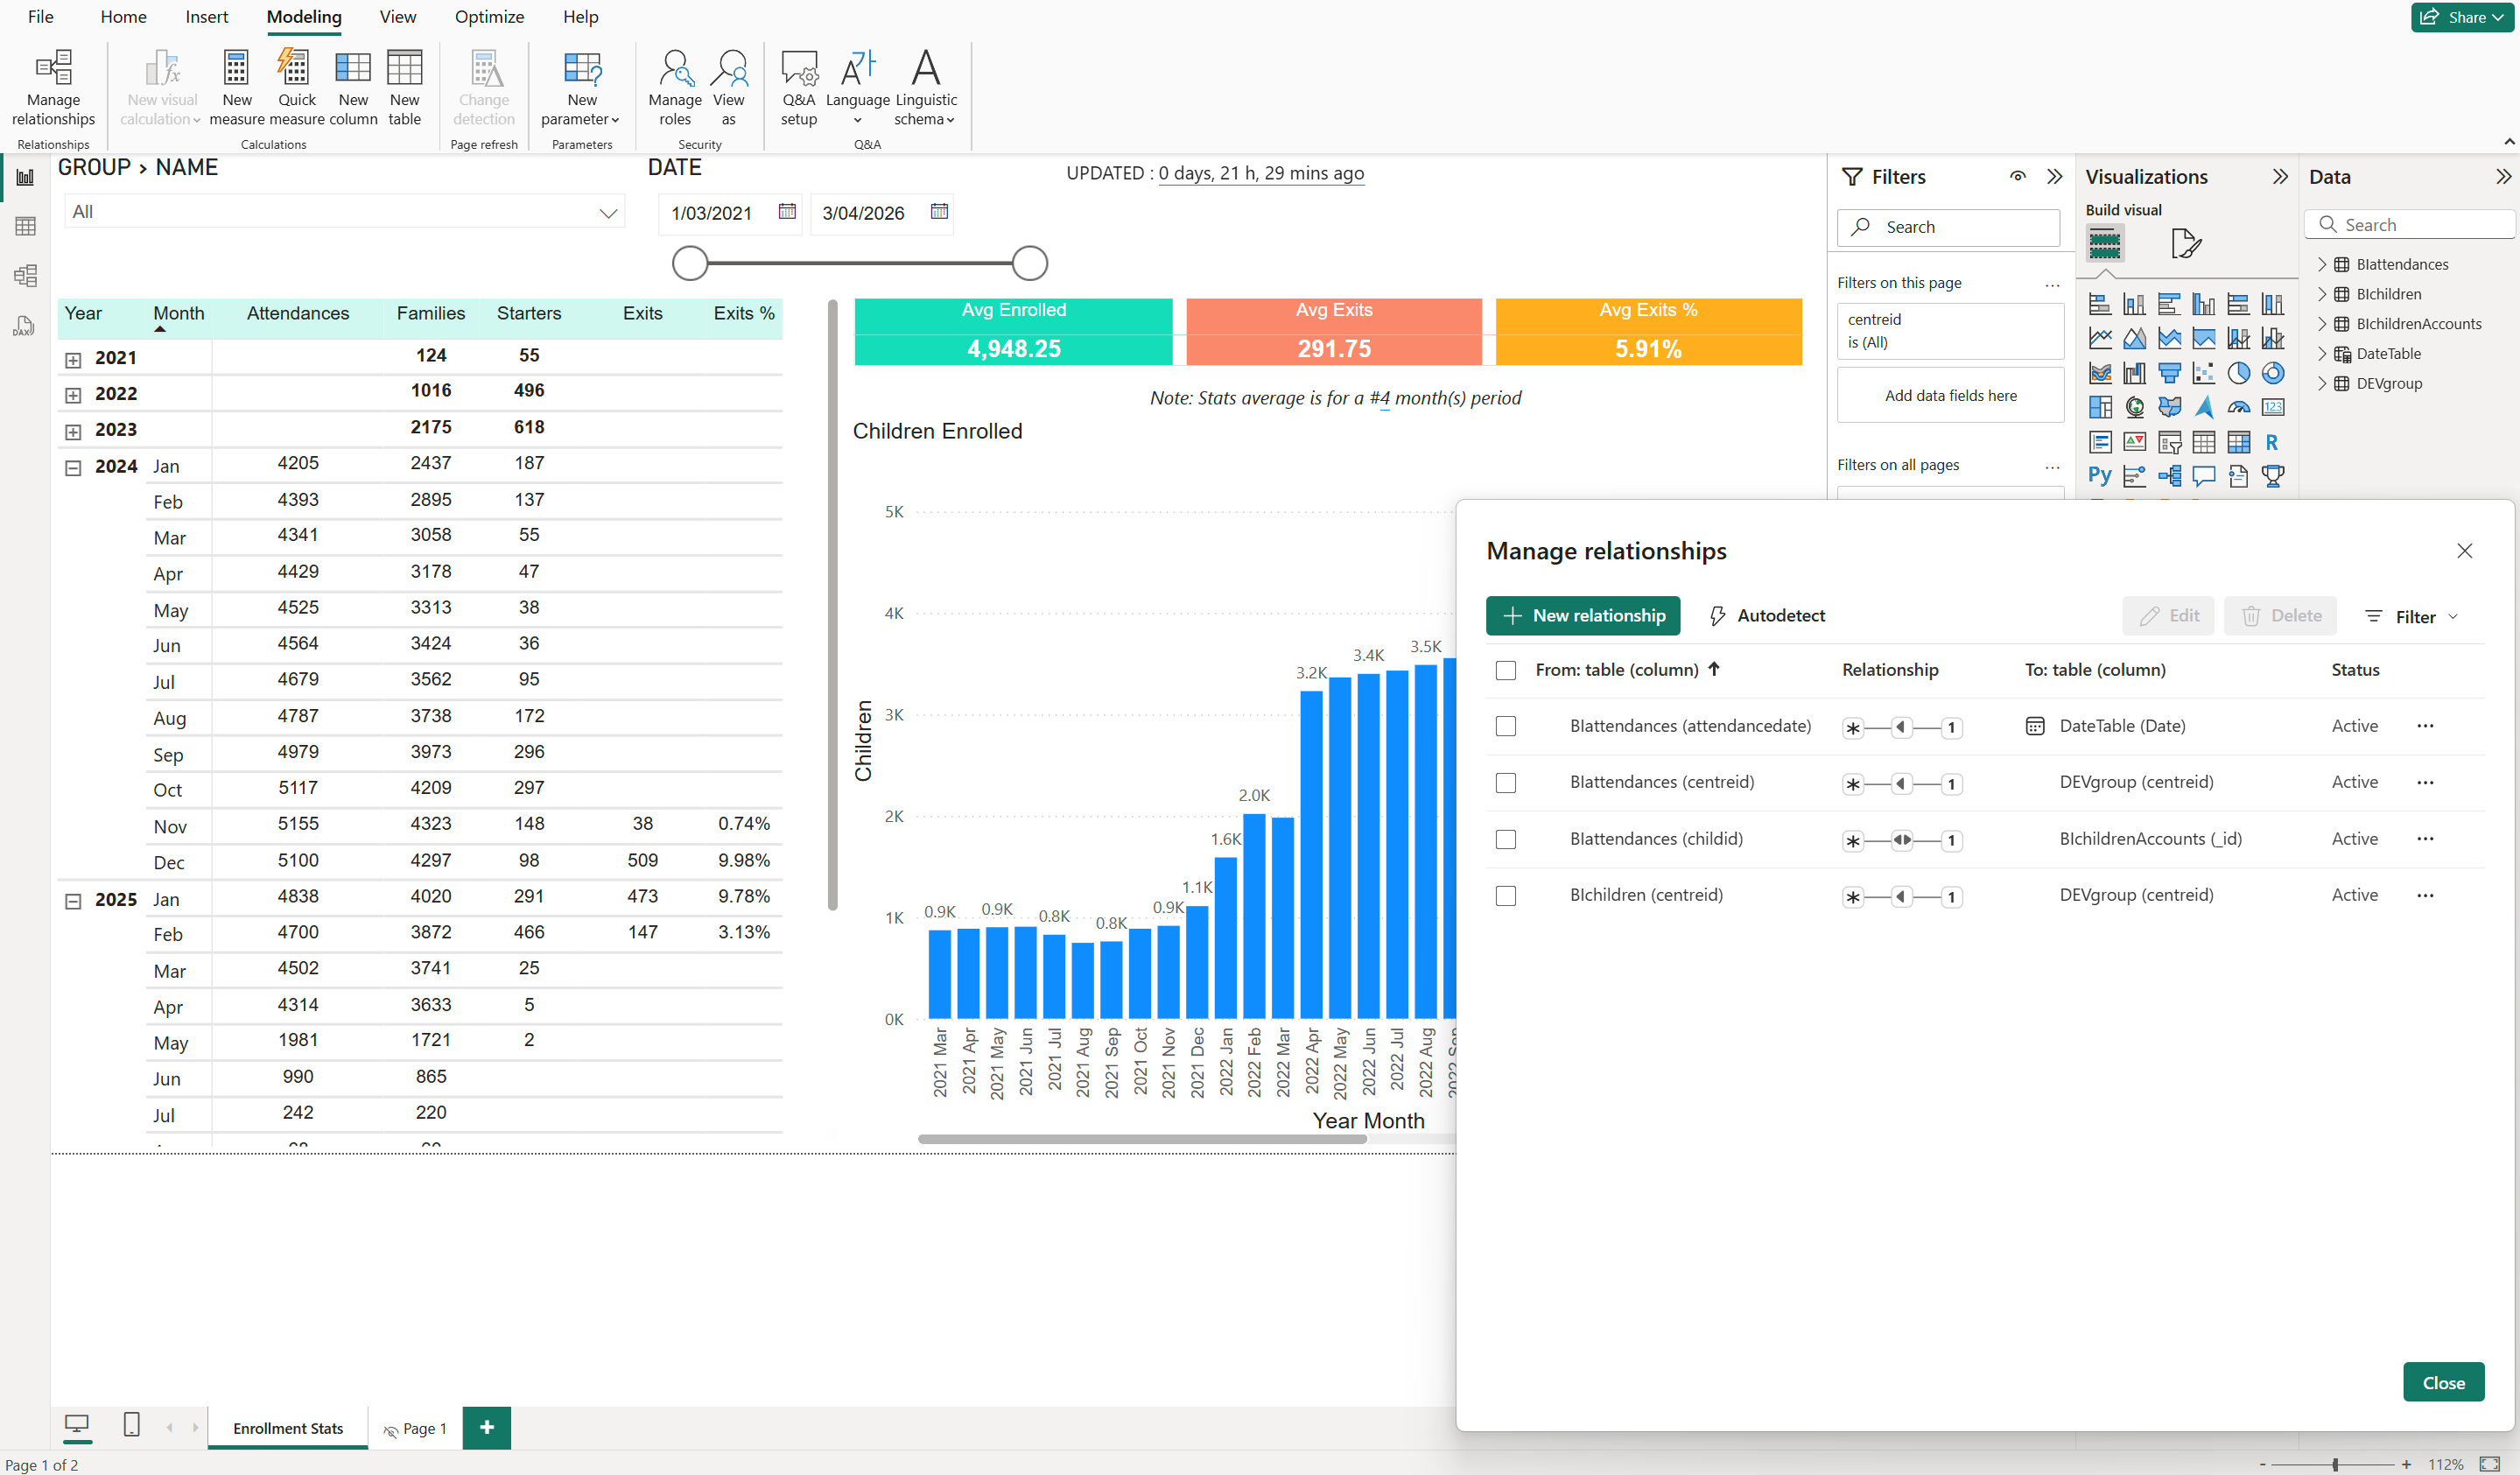 File Home Insert Modeling View Optimize Help Share
Manage relationships
New visual calculation
New measure
Quick measure
New column
New table
Change detection
New parameter
Manage roles
View as
Q&A setup
Language
Linguistic schema
Relationships Calculations Page refresh Parameters Security Q&A
GROUP > NAME
All
DATE
1/03/2021 3/04/2026
UPDATED : 0 days, 21 h, 29 mins ago
Year Month Attendances Families Starters Exits Exits %
2021 124 55
2022 1016 496
2023 2175 618
2024 Jan 4205 2437 187
Feb 4393 2895 137
Mar 4341 3058 55
Apr 4429 3178 47
May 4525 3313 38
Jun 4564 3424 36
Jul 4679 3562 95
Aug 4787 3738 172
Sep 4979 3973 296
Oct 5117 4209 297
Nov 5155 4323 148 38 0.74%
Dec 5100 4297 98 509 9.98%
2025 Jan 4838 4020 291 473 9.78%
Feb 4700 3872 466 147 3.13%
Mar 4502 3741 25
Apr 4314 3633 5
May 1981 1721 2
Jun 990 865
Jul 242 220
Avg Enrolled
4,948.25
Avg Exits
291.75
Avg Exits %
5.91%
Note: Stats average is for a #4 month(s) period
Children Enrolled
Children
5K
4K
3K
2K
1K
0K
0.9K 0.9K 0.8K 0.8K 0.9K 1.1K 1.6K 2.0K 3.2K 3.4K 3.5K
2021 Mar
2021 Apr
2021 May
2021 Jun
2021 Jul
2021 Aug
2021 Sep
2021 Oct
2021 Nov
2021 Dec
2022 Jan
2022 Feb
2022 Mar
2022 Apr
2022 May
2022 Jun
2022 Jul
2022 Aug
2022 Sep
Year Month
Filters
Search
Filters on this page ...
centreid
is (All)
Add data fields here
Filters on all pages ...
Visualizations
Build visual
123
R
Py
Data
Search
BIattendances
BIchildren
BIchildrenAccounts
DateTable
DEVgroup
Manage relationships
New relationship Autodetect Edit Delete Filter
From: table (column) ↑ Relationship To: table (column) Status
BIattendances (attendancedate) * 1 DateTable (Date) Active ...
BIattendances (centreid) * 1 DEVgroup (centreid) Active ...
BIattendances (childid) * 1 BIchildrenAccounts (_id) Active ...
BIchildren (centreid) * 1 DEVgroup (centreid) Active ...
Close
Enrollment Stats Page 1 +
Page 1 of 2
- + 112%